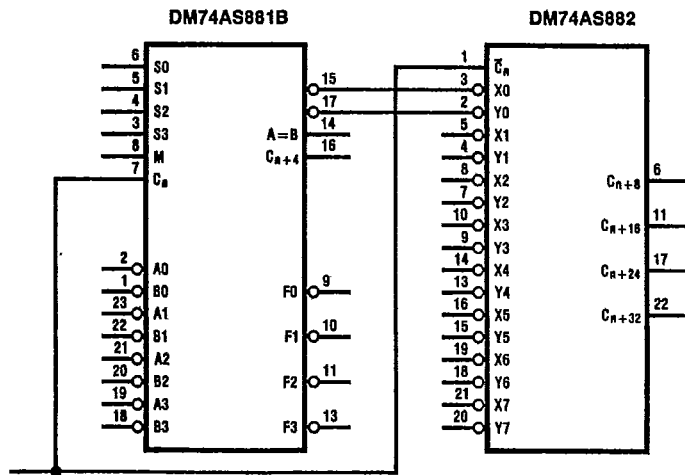 DM74AS881B
DM74AS882
6 S0
5 S1
4 S2
3 S3
8 M
7 Cn
2 A0
1 B0
23 A1
22 B1
21 A2
20 B2
19 A3
18 B3
15
17
A=B 14
Cn+4 16
F0 9
F1 10
F2 11
F3 13
1 C̅n
3 X0
2 Y0
5 X1
4 Y1
8 X2
7 Y2
10 X3
9 Y3
14 X4
13 Y4
16 X5
15 Y5
19 X6
18 Y6
21 X7
20 Y7
Cn+8 6
Cn+16 11
Cn+24 17
Cn+32 22